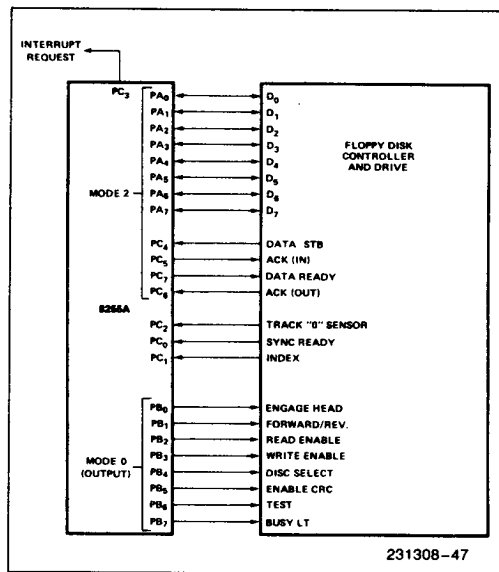 INTERRUPT
REQUEST
PC3
PA0 D0
PA1 D1
PA2 D2
PA3 D3
PA4 D4
PA5 D5
PA6 D6
PA7 D7
FLOPPY DISK
CONTROLLER
AND DRIVE
MODE 2
PC4 DATA STB
PC5 ACK (IN)
PC7 DATA READY
PC6 ACK (OUT)
8255A
PC2 TRACK "0" SENSOR
PC0 SYNC READY
PC1 INDEX
PB0 ENGAGE HEAD
PB1 FORWARD/REV.
PB2 READ ENABLE
PB3 WRITE ENABLE
PB4 DISC SELECT
PB5 ENABLE CRC
PB6 TEST
PB7 BUSY LT
MODE 0
(OUTPUT)
231308-47